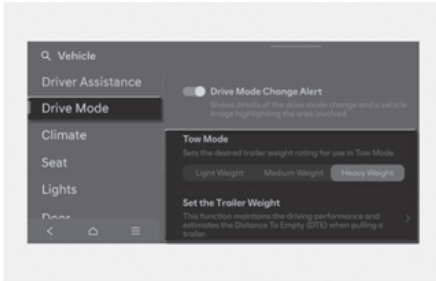 Vehicle
Driver Assistance
Drive Mode
Climate
Seat
Lights
Door
Drive Mode Change Alert
Shows details of the drive mode change and a vehicle
image highlighting the area involved.
Tow Mode
Sets the desired trailer weight rating for use in Tow Mode.
Light Weight Medium Weight Heavy Weight
Set the Trailer Weight
This function maintains the driving performance and
estimates the Distance To Empty (DTE) when pulling a
trailer.